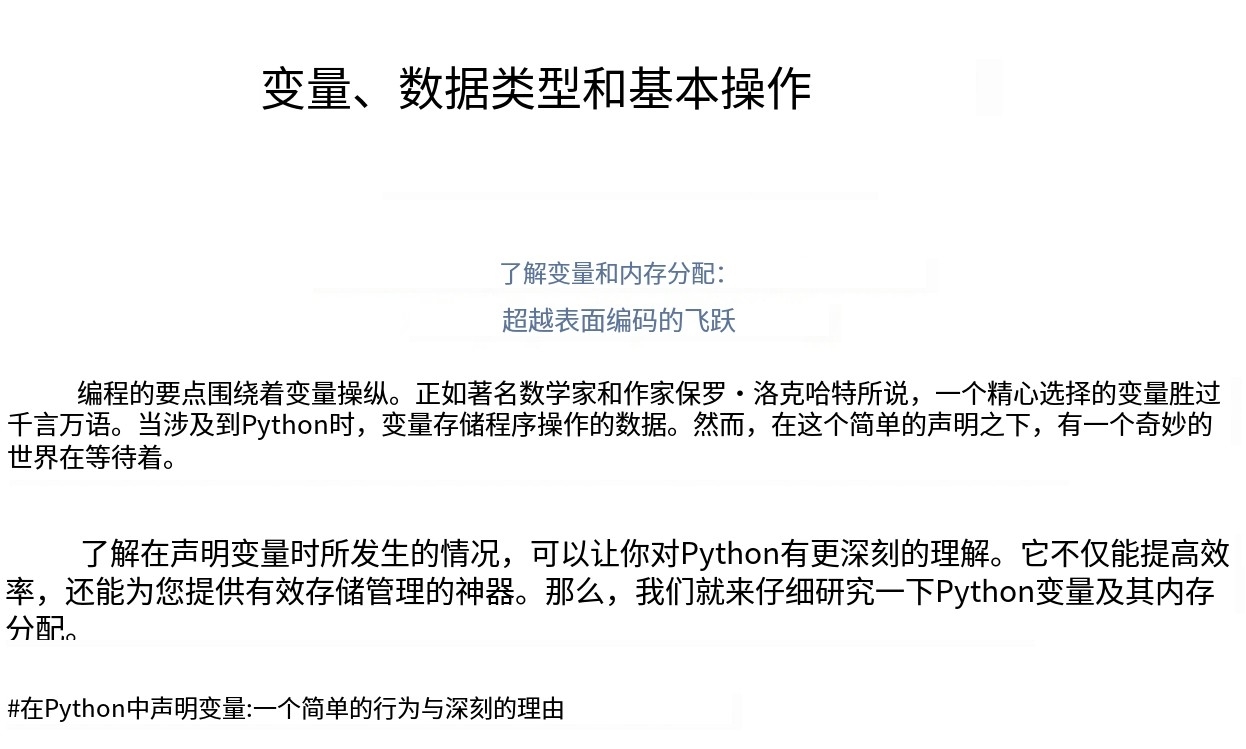 变量、数据类型和基本操作
了解变量和内存分配：
超越表面编码的飞跃
编程的要点围绕着变量操纵。正如著名数学家和作家保罗·洛克哈特所说，一个精心选择的变量胜过
千言万语。当涉及到Python时，变量存储程序操作的数据。然而，在这个简单的声明之下，有一个奇妙的
世界在等待着。
了解在声明变量时所发生的情况，可以让你对Python有更深刻的理解。它不仅能提高效
率，还能为您提供有效存储管理的神器。那么，我们就来仔细研究一下Python变量及其内存
分配。
#在Python中声明变量:一个简单的行为与深刻的理由